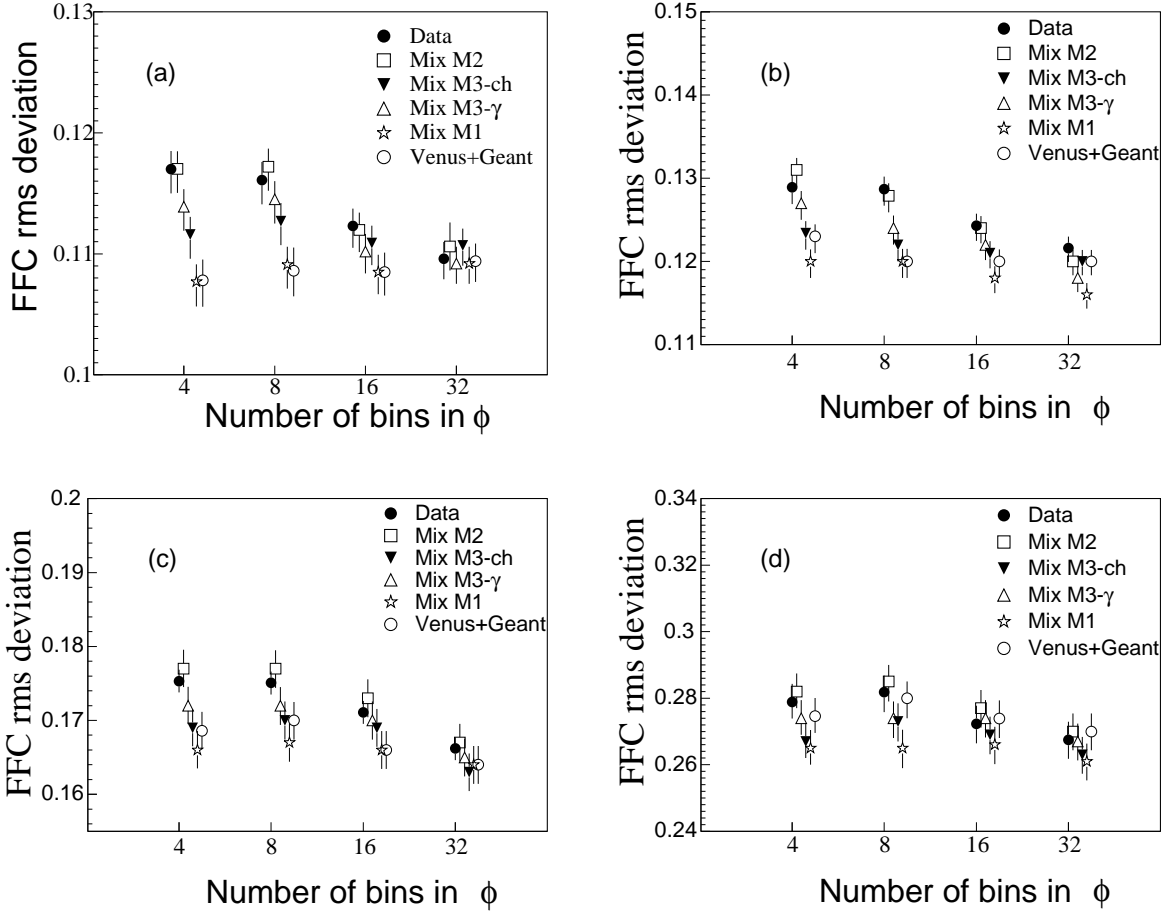 FFC rms deviation
0.13
0.12
0.11
0.1
(a)
Data
Mix M2
Mix M3-ch
Mix M3-γ
Mix M1
Venus+Geant
4 8 16 32
Number of bins in ϕ
FFC rms deviation
0.15
0.14
0.13
0.12
0.11
(b)
Data
Mix M2
Mix M3-ch
Mix M3-γ
Mix M1
Venus+Geant
4 8 16 32
Number of bins in ϕ
FFC rms deviation
0.2
0.19
0.18
0.17
0.16
(c)
Data
Mix M2
Mix M3-ch
Mix M3-γ
Mix M1
Venus+Geant
4 8 16 32
Number of bins in ϕ
FFC rms deviation
0.34
0.32
0.3
0.28
0.26
0.24
(d)
Data
Mix M2
Mix M3-ch
Mix M3-γ
Mix M1
Venus+Geant
4 8 16 32
Number of bins in ϕ